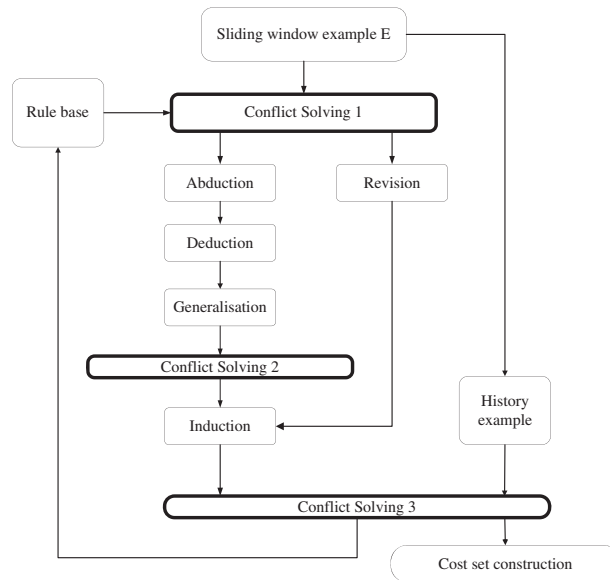 Sliding window example E
Rule base
Conflict Solving 1
Abduction
Revision
Deduction
Generalisation
Conflict Solving 2
Induction
History
example
Conflict Solving 3
Cost set construction